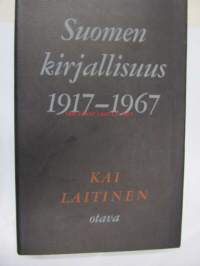 Suomen
kirjallisuus
1917–1967
KAI
LAITINEN
otava